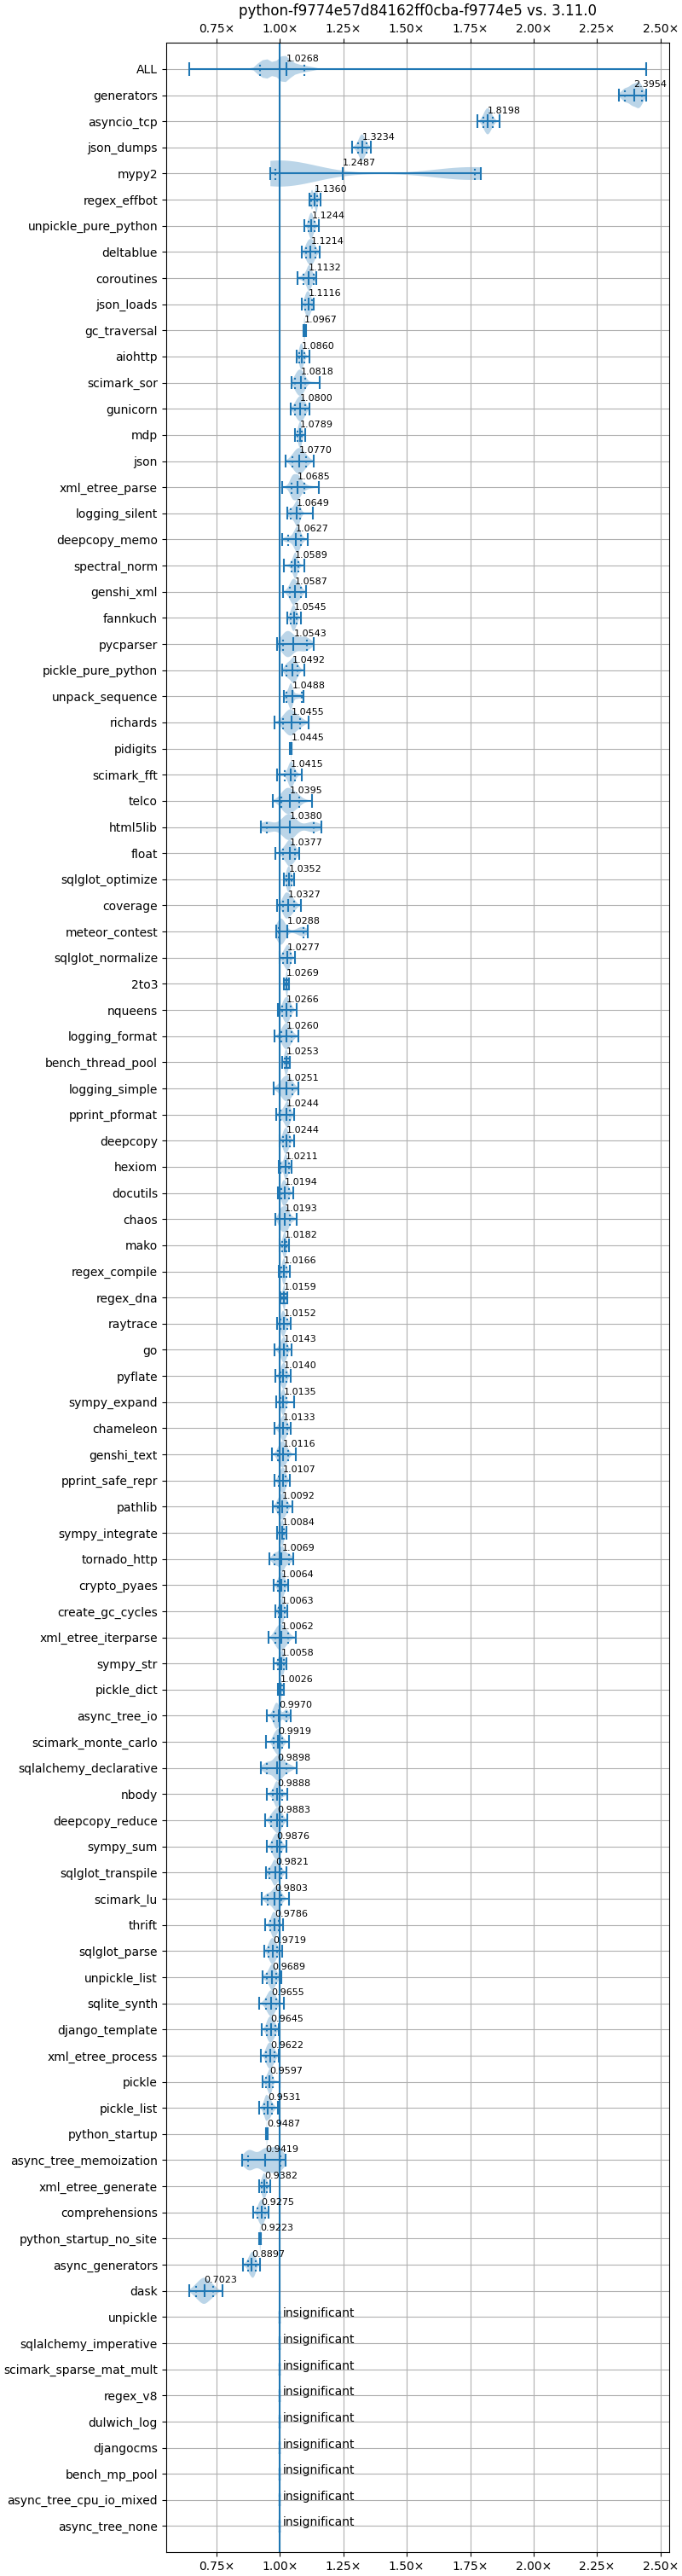 python-f9774e57d84162ff0cba-f9774e5 vs. 3.11.0
0.75× 1.00× 1.25× 1.50× 1.75× 2.00× 2.25× 2.50×
ALL 1.0268
generators 2.3954
asyncio_tcp 1.8198
json_dumps 1.3234
mypy2 1.2487
regex_effbot 1.1360
unpickle_pure_python 1.1244
deltablue 1.1214
coroutines 1.1132
json_loads 1.1116
gc_traversal 1.0967
aiohttp 1.0860
scimark_sor 1.0818
gunicorn 1.0800
mdp 1.0789
json 1.0770
xml_etree_parse 1.0685
logging_silent 1.0649
deepcopy_memo 1.0627
spectral_norm 1.0589
genshi_xml 1.0587
fannkuch 1.0545
pycparser 1.0543
pickle_pure_python 1.0492
unpack_sequence 1.0488
richards 1.0455
pidigits 1.0445
scimark_fft 1.0415
telco 1.0395
html5lib 1.0380
float 1.0377
sqlglot_optimize 1.0352
coverage 1.0327
meteor_contest 1.0288
sqlglot_normalize 1.0277
2to3 1.0269
nqueens 1.0266
logging_format 1.0260
bench_thread_pool 1.0253
logging_simple 1.0251
pprint_pformat 1.0244
deepcopy 1.0244
hexiom 1.0211
docutils 1.0194
chaos 1.0193
mako 1.0182
regex_compile 1.0166
regex_dna 1.0159
raytrace 1.0152
go 1.0143
pyflate 1.0140
sympy_expand 1.0135
chameleon 1.0133
genshi_text 1.0116
pprint_safe_repr 1.0107
pathlib 1.0092
sympy_integrate 1.0084
tornado_http 1.0069
crypto_pyaes 1.0064
create_gc_cycles 1.0063
xml_etree_iterparse 1.0062
sympy_str 1.0058
pickle_dict 1.0026
async_tree_io 0.9970
scimark_monte_carlo 0.9919
sqlalchemy_declarative 0.9898
nbody 0.9888
deepcopy_reduce 0.9883
sympy_sum 0.9876
sqlglot_transpile 0.9821
scimark_lu 0.9803
thrift 0.9786
sqlglot_parse 0.9719
unpickle_list 0.9689
sqlite_synth 0.9655
django_template 0.9645
xml_etree_process 0.9622
pickle 0.9597
pickle_list 0.9531
python_startup 0.9487
async_tree_memoization 0.9419
xml_etree_generate 0.9382
comprehensions 0.9275
python_startup_no_site 0.9223
async_generators 0.8897
dask 0.7023
unpickle insignificant
sqlalchemy_imperative insignificant
scimark_sparse_mat_mult insignificant
regex_v8 insignificant
dulwich_log insignificant
djangocms insignificant
bench_mp_pool insignificant
async_tree_cpu_io_mixed insignificant
async_tree_none insignificant
0.75× 1.00× 1.25× 1.50× 1.75× 2.00× 2.25× 2.50×